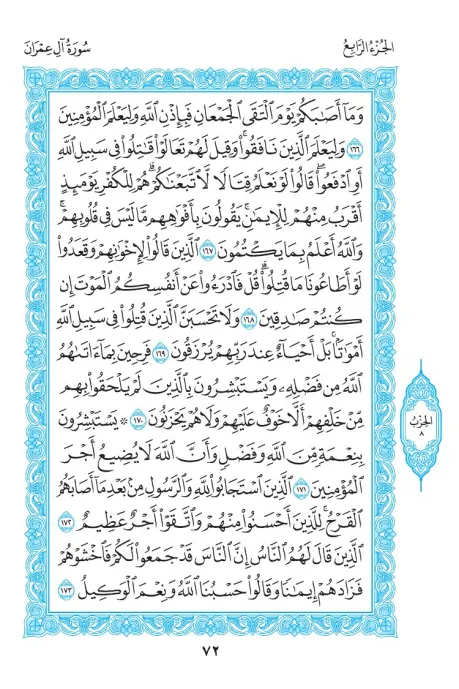 الجُزْءُ الرَّابِعُ
سُورَةُ آلِ عِمْرَانَ
وَمَآ أَصَٰبَكُمْ يَوْمَ ٱلْتَقَى ٱلْجَمْعَانِ فَبِإِذْنِ ٱللَّهِ وَلِيَعْلَمَ ٱلْمُؤْمِنِينَ
١٦٦ وَلِيَعْلَمَ ٱلَّذِينَ نَافَقُوا۟ۚ وَقِيلَ لَهُمْ تَعَالَوْا۟ قَٰتِلُوا۟ فِى سَبِيلِ ٱللَّهِ
أَوِ ٱدْفَعُوا۟ۖ قَالُوا۟ لَوْ نَعْلَمُ قِتَالًا لَّٱتَّبَعْنَٰكُمْۗ هُمْ لِلْكُفْرِ يَوْمَئِذٍ
أَقْرَبُ مِنْهُمْ لِلْإِيمَٰنِۚ يَقُولُونَ بِأَفْوَٰهِهِم مَّا لَيْسَ فِى قُلُوبِهِمْۚ
وَٱللَّهُ أَعْلَمُ بِمَا يَكْتُمُونَ ١٦٧ ٱلَّذِينَ قَالُوا۟ لِإِخْوَٰنِهِمْ وَقَعَدُوا۟
لَوْ أَطَاعُونَا مَا قُتِلُوا۟ۗ قُلْ فَٱدْرَءُوا۟ عَنْ أَنفُسِكُمُ ٱلْمَوْتَ إِن
كُنتُمْ صَٰدِقِينَ ١٦٨ وَلَا تَحْسَبَنَّ ٱلَّذِينَ قُتِلُوا۟ فِى سَبِيلِ ٱللَّهِ
أَمْوَٰتًۢاۚ بَلْ أَحْيَآءٌ عِندَ رَبِّهِمْ يُرْزَقُونَ ١٦٩ فَرِحِينَ بِمَآ ءَاتَىٰهُمُ
ٱللَّهُ مِن فَضْلِهِۦ وَيَسْتَبْشِرُونَ بِٱلَّذِينَ لَمْ يَلْحَقُوا۟ بِهِم
مِّنْ خَلْفِهِمْ أَلَّا خَوْفٌ عَلَيْهِمْ وَلَا هُمْ يَحْزَنُونَ ١٧٠ ۞ يَسْتَبْشِرُونَ
بِنِعْمَةٍ مِّنَ ٱللَّهِ وَفَضْلٍ وَأَنَّ ٱللَّهَ لَا يُضِيعُ أَجْرَ
ٱلْمُؤْمِنِينَ ١٧١ ٱلَّذِينَ ٱسْتَجَابُوا۟ لِلَّهِ وَٱلرَّسُولِ مِنۢ بَعْدِ مَآ أَصَابَهُمُ
ٱلْقَرْحُۚ لِلَّذِينَ أَحْسَنُوا۟ مِنْهُمْ وَٱتَّقَوْا۟ أَجْرٌ عَظِيمٌ ١٧٢
ٱلَّذِينَ قَالَ لَهُمُ ٱلنَّاسُ إِنَّ ٱلنَّاسَ قَدْ جَمَعُوا۟ لَكُمْ فَٱخْشَوْهُمْ
فَزَادَهُمْ إِيمَٰنًا وَقَالُوا۟ حَسْبُنَا ٱللَّهُ وَنِعْمَ ٱلْوَكِيلُ ١٧٣
الحِزْبُ
٨
٧٢